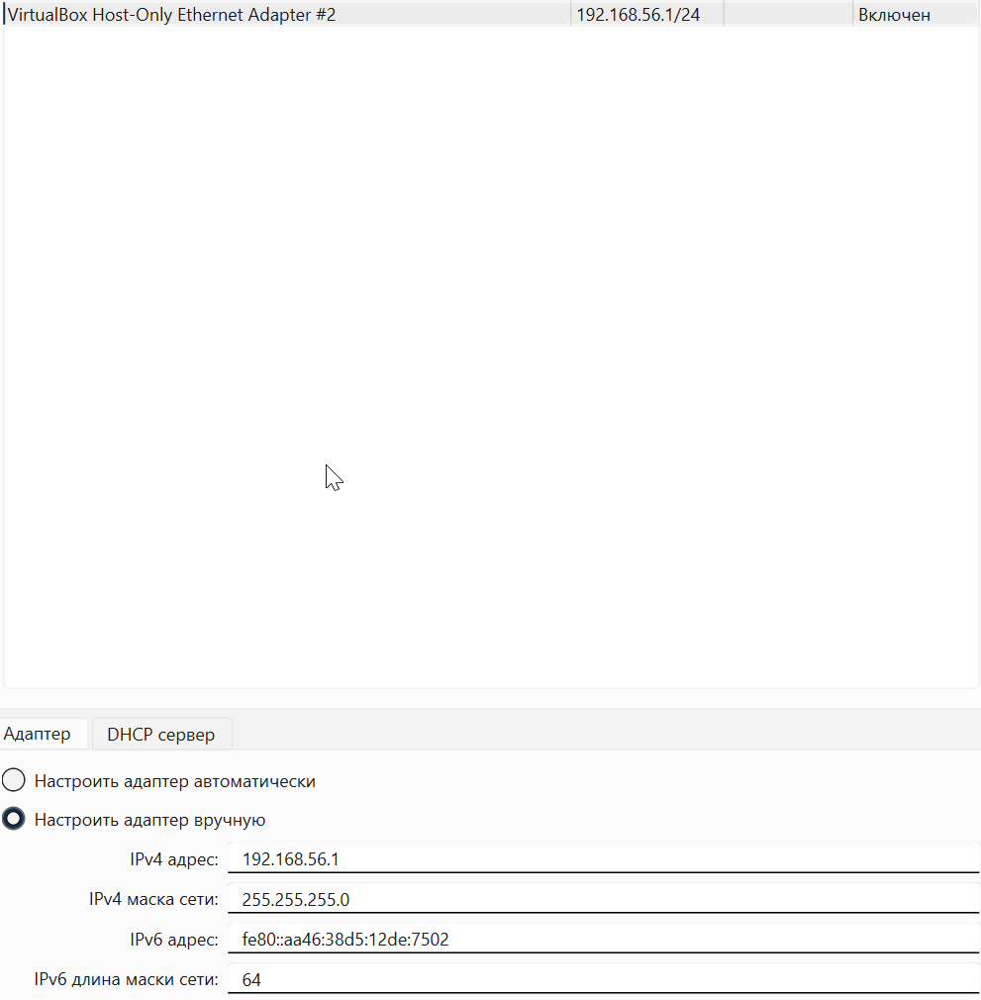 VirtualBox Host-Only Ethernet Adapter #2 192.168.56.1/24 Включен
Адаптер DHCP сервер
Настроить адаптер автоматически
Настроить адаптер вручную
IPv4 адрес: 192.168.56.1
IPv4 маска сети: 255.255.255.0
IPv6 адрес: fe80::aa46:38d5:12de:7502
IPv6 длина маски сети: 64